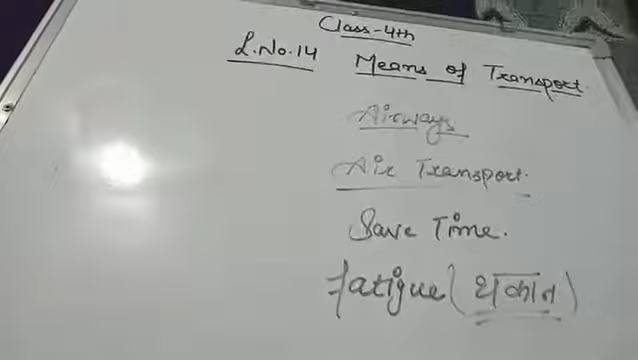 Class-4th
L.No.14 Means of Transport.
Airways
Air Transport.
Save Time.
fatigue (थकान)